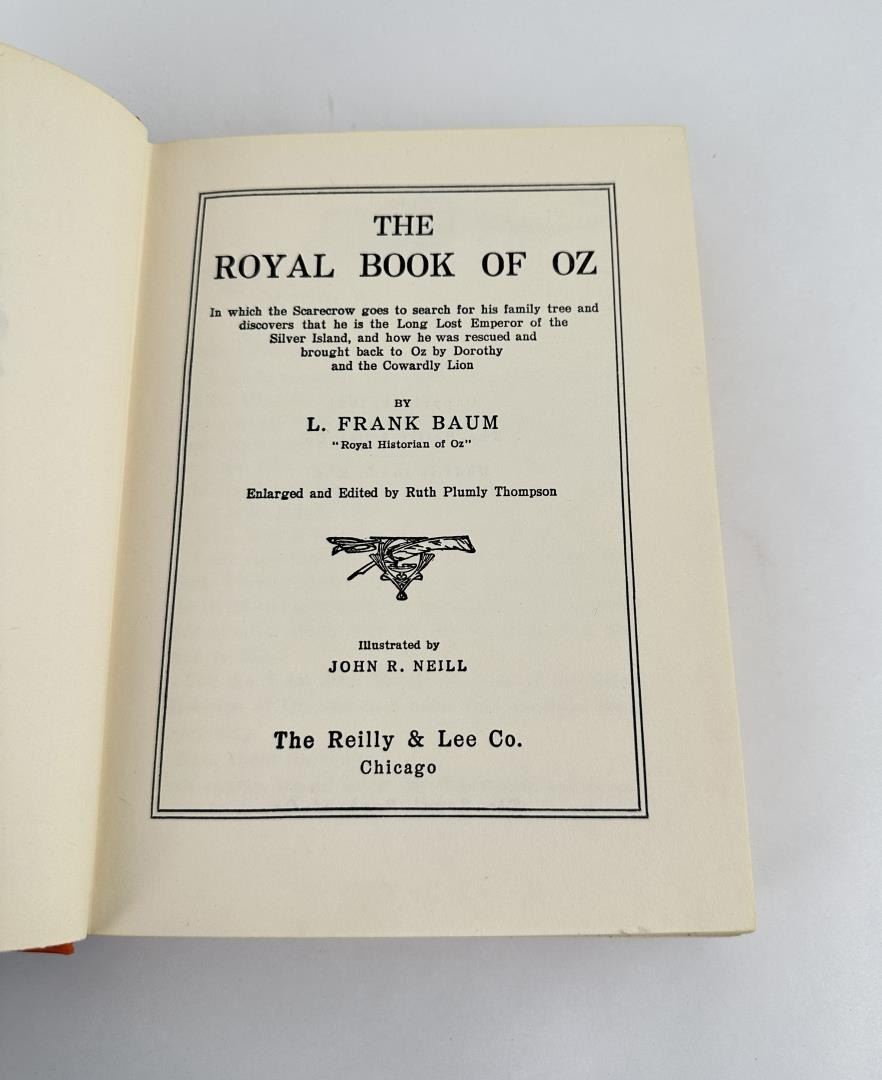 THE
ROYAL BOOK OF OZ
In which the Scarecrow goes to search for his family tree and
discovers that he is the Long Lost Emperor of the
Silver Island, and how he was rescued and
brought back to Oz by Dorothy
and the Cowardly Lion
BY
L. FRANK BAUM
"Royal Historian of Oz"
Enlarged and Edited by Ruth Plumly Thompson
Illustrated by
JOHN R. NEILL
The Reilly & Lee Co.
Chicago